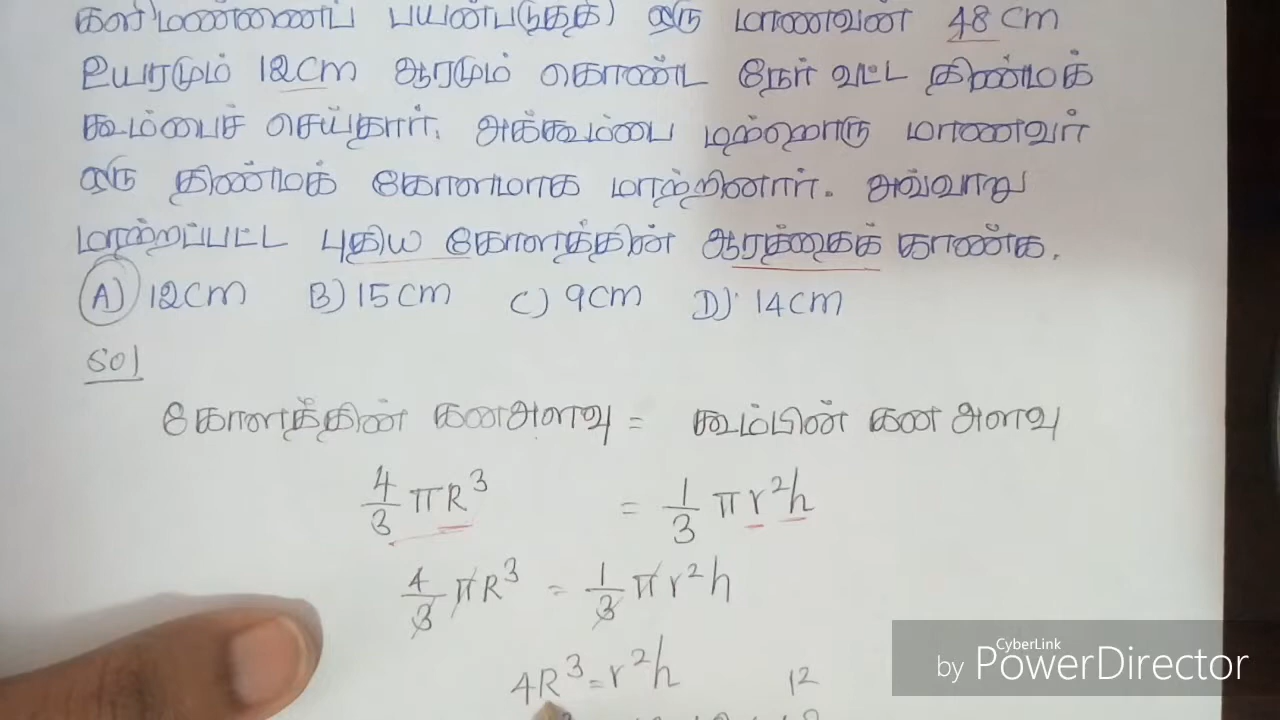 களிமண்ணைப் பயன்படுத்தி ஒரு மாணவன் 48 cm
உயரமும் 12cm ஆரமும் கொண்ட நேர் வட்ட திண்மக்
கூம்பைச் செய்தார். அக்கூம்பை மற்றொரு மாணவர்
ஒரு திண்மக் கோளமாக மாற்றினார். அவ்வாறு
மாற்றப்பட்ட புதிய கோளத்தின் ஆரத்தைக் காண்க.
A) 12cm B) 15cm C) 9cm D) 14cm
Sol
கோளத்தின் கனஅளவு = கூம்பின் கனஅளவு
4/3 πR³ = 1/3 πr²h
4/3 πR³ = 1/3 πr²h
4R³ = r²h 12
CyberLink
by PowerDirector